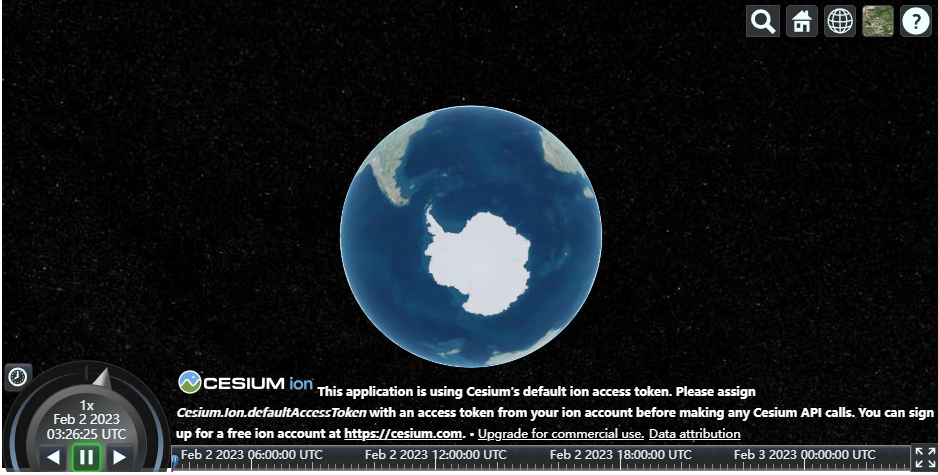 ?
CESIUM ion This application is using Cesium's default ion access token. Please assign
Cesium.Ion.defaultAccessToken with an access token from your ion account before making any Cesium API calls. You can sign
up for a free ion account at https://cesium.com. • Upgrade for commercial use. Data attribution
1x
Feb 2 2023
03:26:25 UTC
Feb 2 2023 06:00:00 UTC
Feb 2 2023 12:00:00 UTC
Feb 2 2023 18:00:00 UTC
Feb 3 2023 00:00:00 UTC